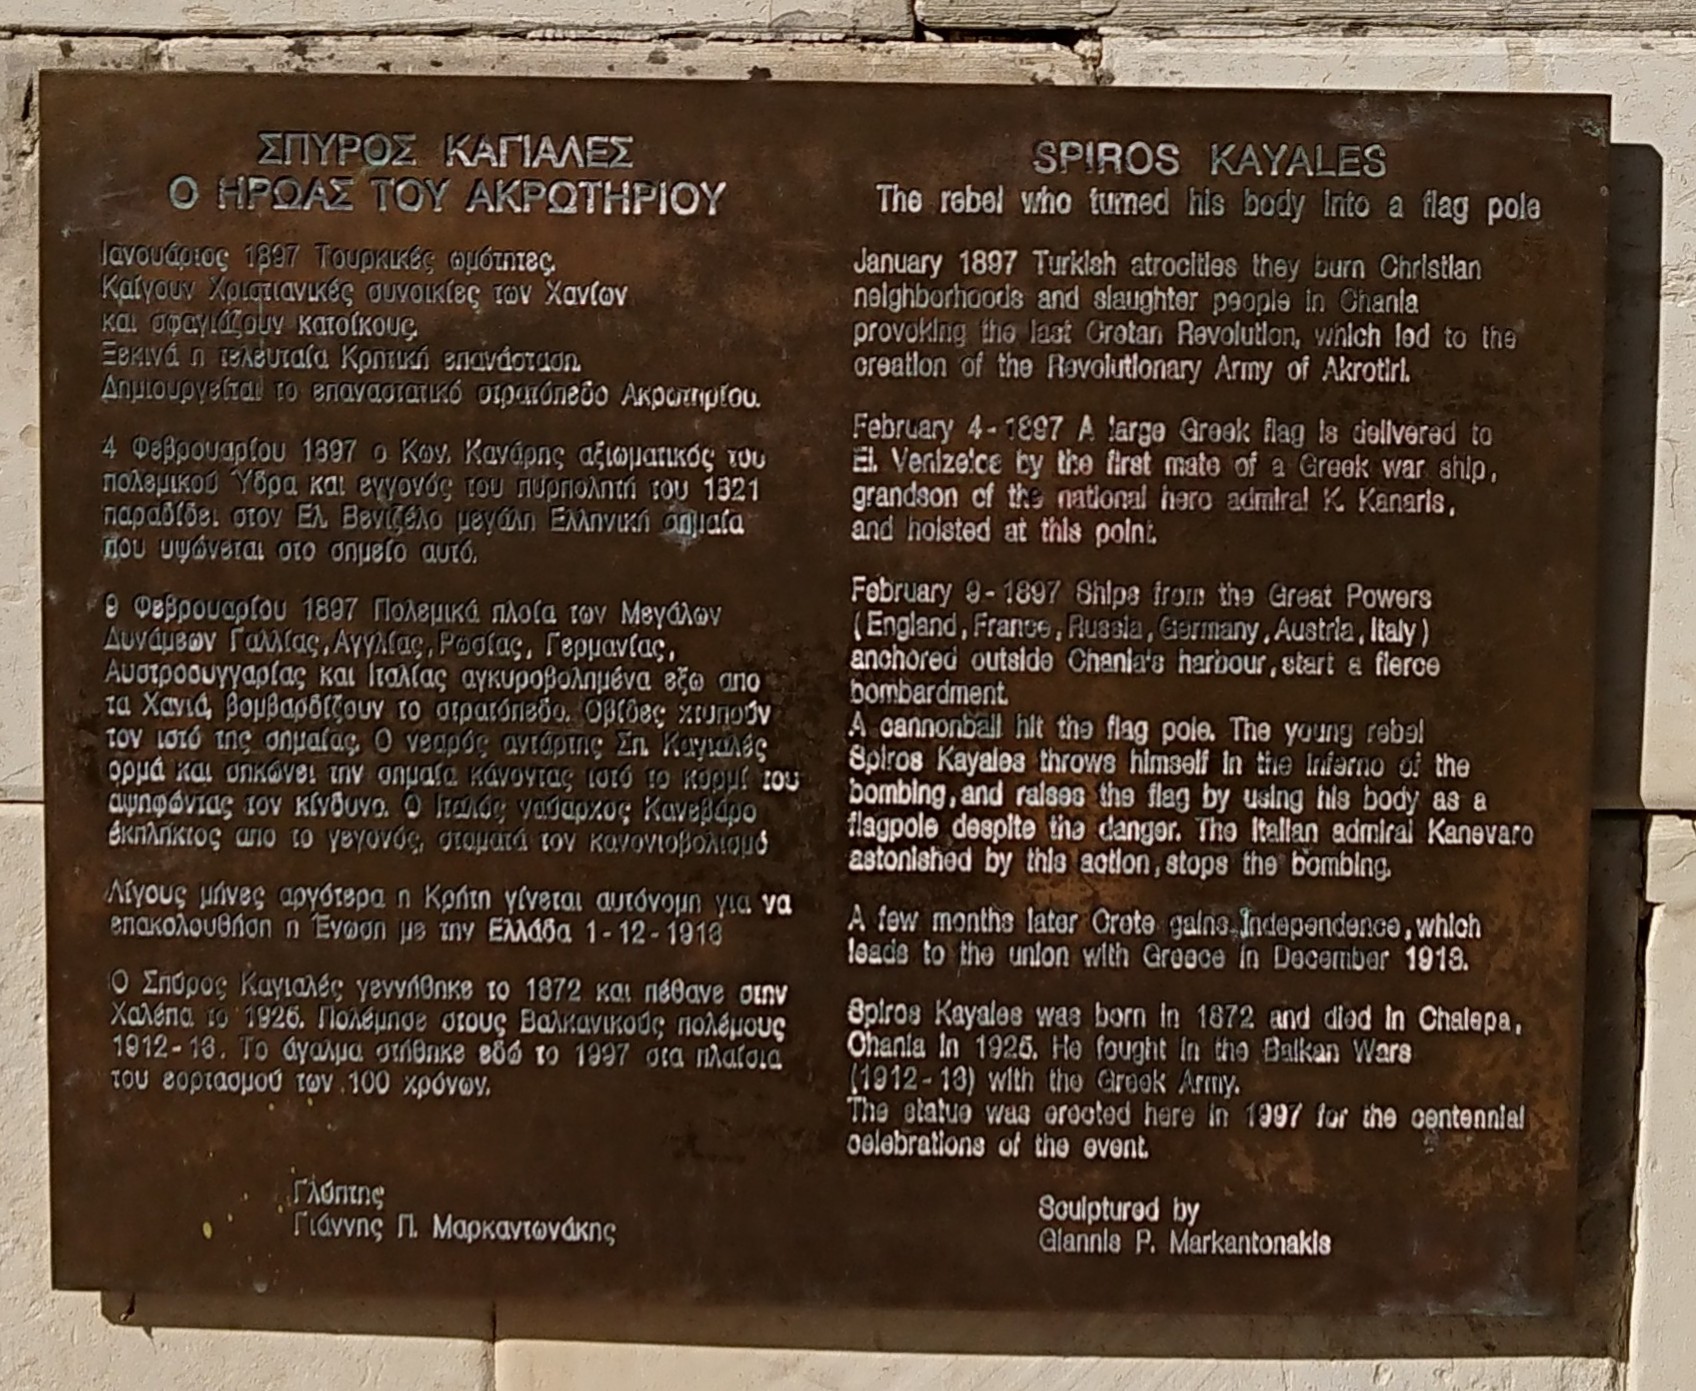 ΣΠΥΡΟΣ ΚΑΓΙΑΛΕΣ
Ο ΗΡΩΑΣ ΤΟΥ ΑΚΡΩΤΗΡΙΟΥ
Ιανουάριος 1897 Τουρκικές ωμότητες.
Καίγουν Χριστιανικές συνοικίες των Χανίων
και σφαγιάζουν κατοίκους.
Ξεκινά η τελευταία Κρητική επανάσταση.
Δημιουργείται το επαναστατικό στρατόπεδο Ακρωτηρίου.
4 Φεβρουαρίου 1897 ο Κων. Κανάρης αξιωματικός του
πολεμικού Ύδρα και εγγονός του πυρπολητή του 1821
παραδίδει στον Ελ. Βενιζέλο μεγάλη Ελληνική σημαία
που υψώνεται στο σημείο αυτό.
9 Φεβρουαρίου 1897 Πολεμικά πλοία των Μεγάλων
Δυνάμεων Γαλλίας, Αγγλίας, Ρωσίας, Γερμανίας,
Αυστροουγγαρίας και Ιταλίας αγκυροβολημένα εξω απο
τα Χανιά, βομβαρδίζουν το στρατόπεδο. Οβίδες χτυπούν
τον ιστό της σημαίας. Ο νεαρός αντάρτης Σπ. Καγιαλές
ορμά και σηκώνει την σημαία κάνοντας ιστό το κορμί του
αψηφώντας τον κίνδυνο. Ο Ιταλός ναύαρχος Κανεβάρο
έκπληκτος απο το γεγονός, σταματά τον κανονιοβολισμό
Λίγους μήνες αργότερα η Κρήτη γίνεται αυτόνομη για να
επακολουθήση η Ένωση με την Ελλάδα 1-12-1913
Ο Σπύρος Καγιαλές γεννήθηκε το 1872 και πέθανε στην
Χαλέπα το 1926. Πολέμησε στους Βαλκανικούς πολέμους
1912-13. Το άγαλμα στήθηκε εδώ το 1997 στα πλαίσια
του εορτασμού των 100 χρόνων.
Γλύπτης
Γιάννης Π. Μαρκαντωνάκης
SPIROS KAYALES
The rebel who turned his body into a flag pole
January 1897 Turkish atrocities they burn Christian
neighborhoods and slaughter people in Chania
provoking the last Cretan Revolution, which led to the
creation of the Revolutionary Army of Akrotiri.
February 4-1897 A large Greek flag is delivered to
El. Venizelos by the first mate of a Greek war ship,
grandson of the national hero admiral K. Kanaris,
and hoisted at this point.
February 9-1897 Ships from the Great Powers
(England, France, Russia, Germany, Austria, Italy)
anchored outside Chania's harbour, start a fierce
bombardment.
A cannonball hit the flag pole. The young rebel
Spiros Kayales throws himself in the inferno of the
bombing, and raises the flag by using his body as a
flagpole despite the danger. The Italian admiral Kanevaro
astonished by this action, stops the bombing.
A few months later Crete gains independence, which
leads to the union with Greece in December 1913.
Spiros Kayales was born in 1872 and died in Chalepa,
Chania in 1926. He fought in the Balkan Wars
(1912-13) with the Greek Army.
The statue was erected here in 1997 for the centennial
celebrations of the event.
Sculptured by
Giannis P. Markantonakis